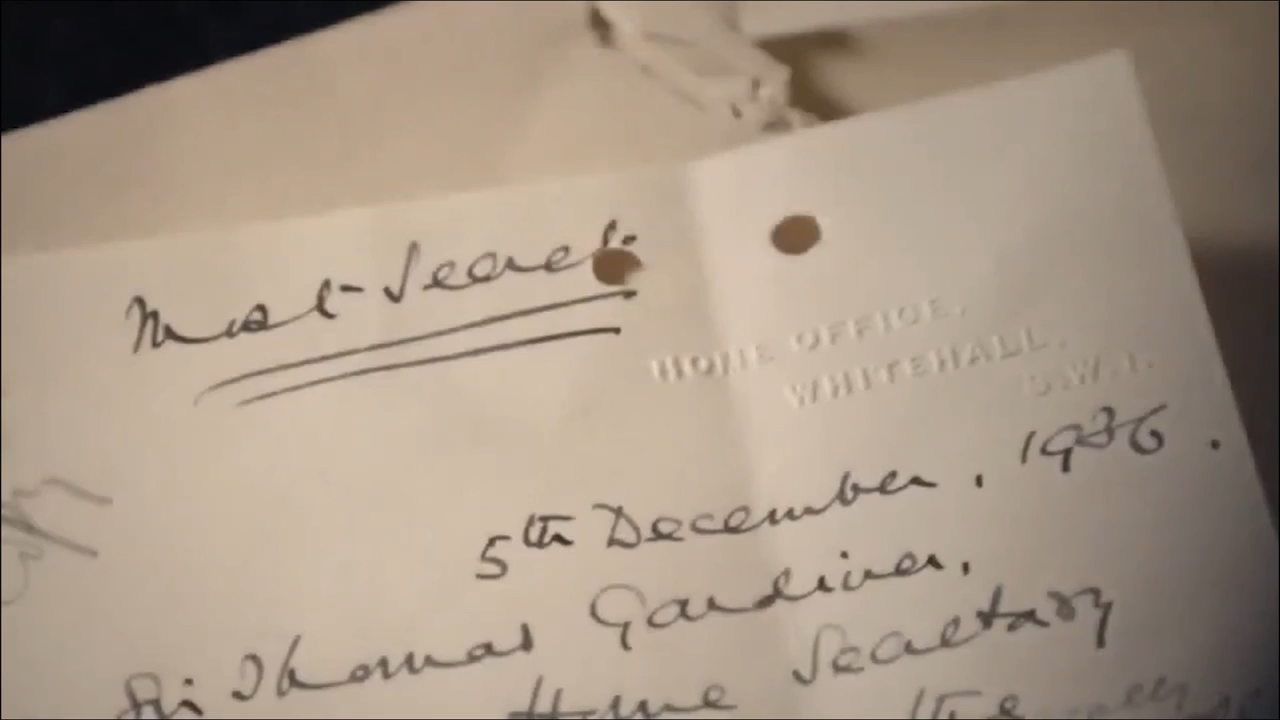 Most Secret
HOME OFFICE,
WHITEHALL.
S.W.1.
5th December, 1936.
Sir Thomas Gardiner,
Home Secretary